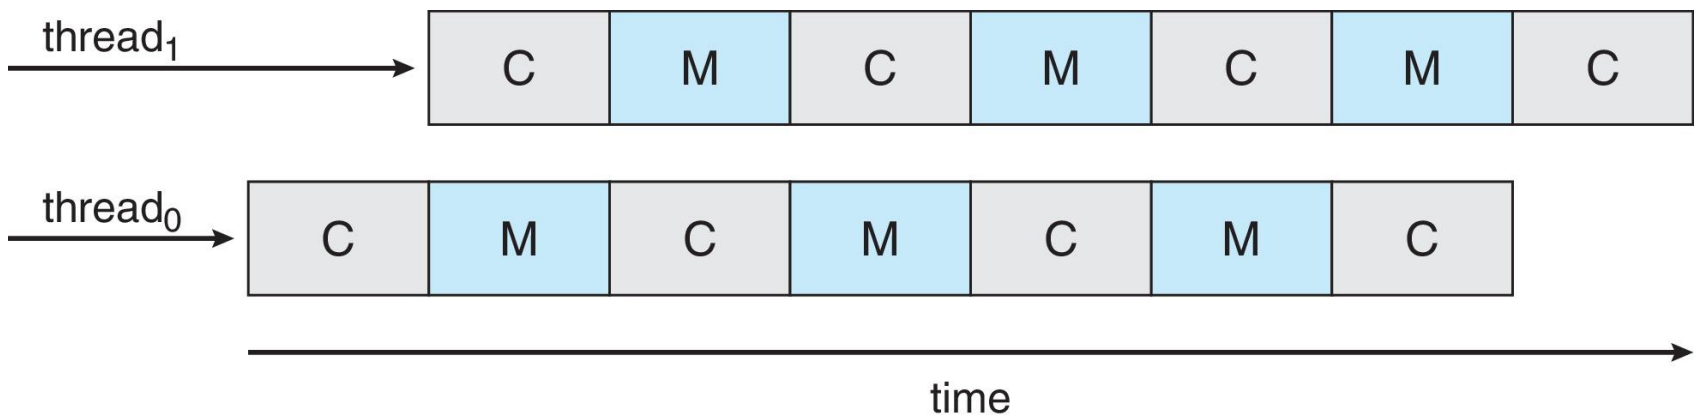 thread₁ C M C M C M C
thread₀ C M C M C M C
time